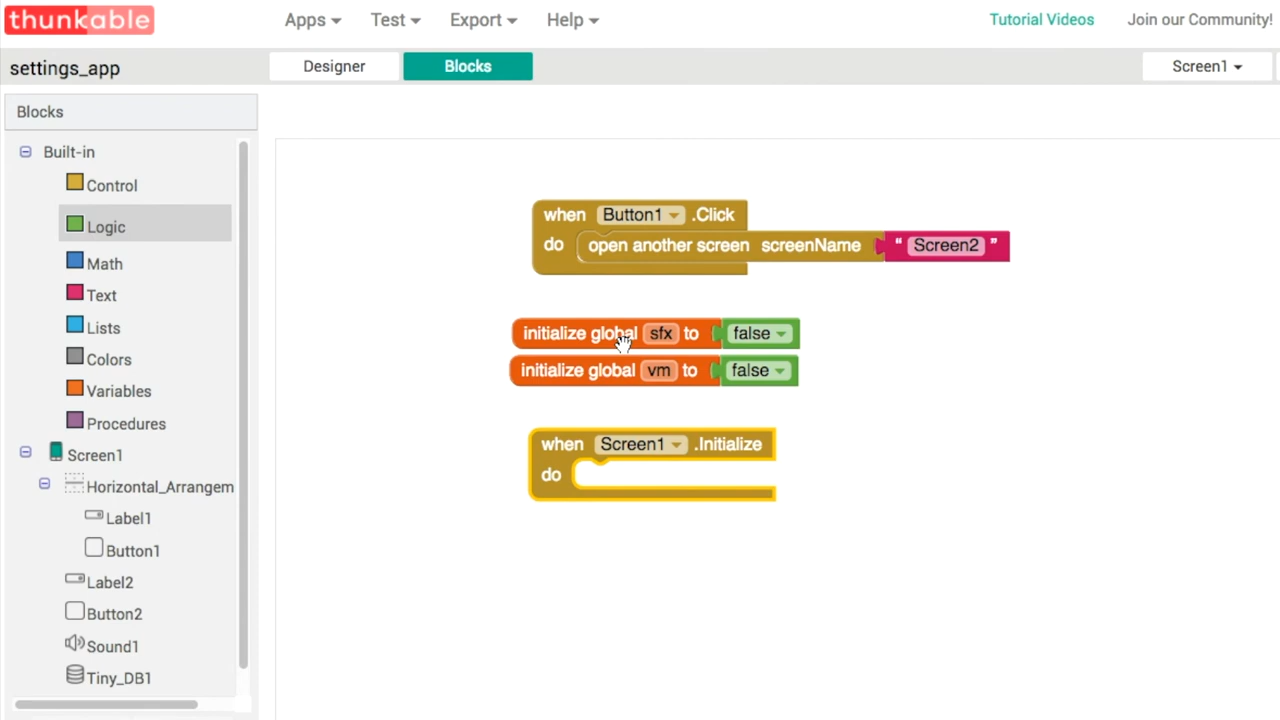 thunkable
Apps Test Export Help Tutorial Videos Join our Community!
settings_app Designer Blocks Screen1
Blocks
Built-in
Control
Logic
Math
Text
Lists
Colors
Variables
Procedures
Screen1
Horizontal_Arrangem
Label1
Button1
Label2
Button2
Sound1
Tiny_DB1
when Button1 .Click
do open another screen screenName “ Screen2 ”
initialize global sfx to false
initialize global vm to false
when Screen1 .Initialize
do